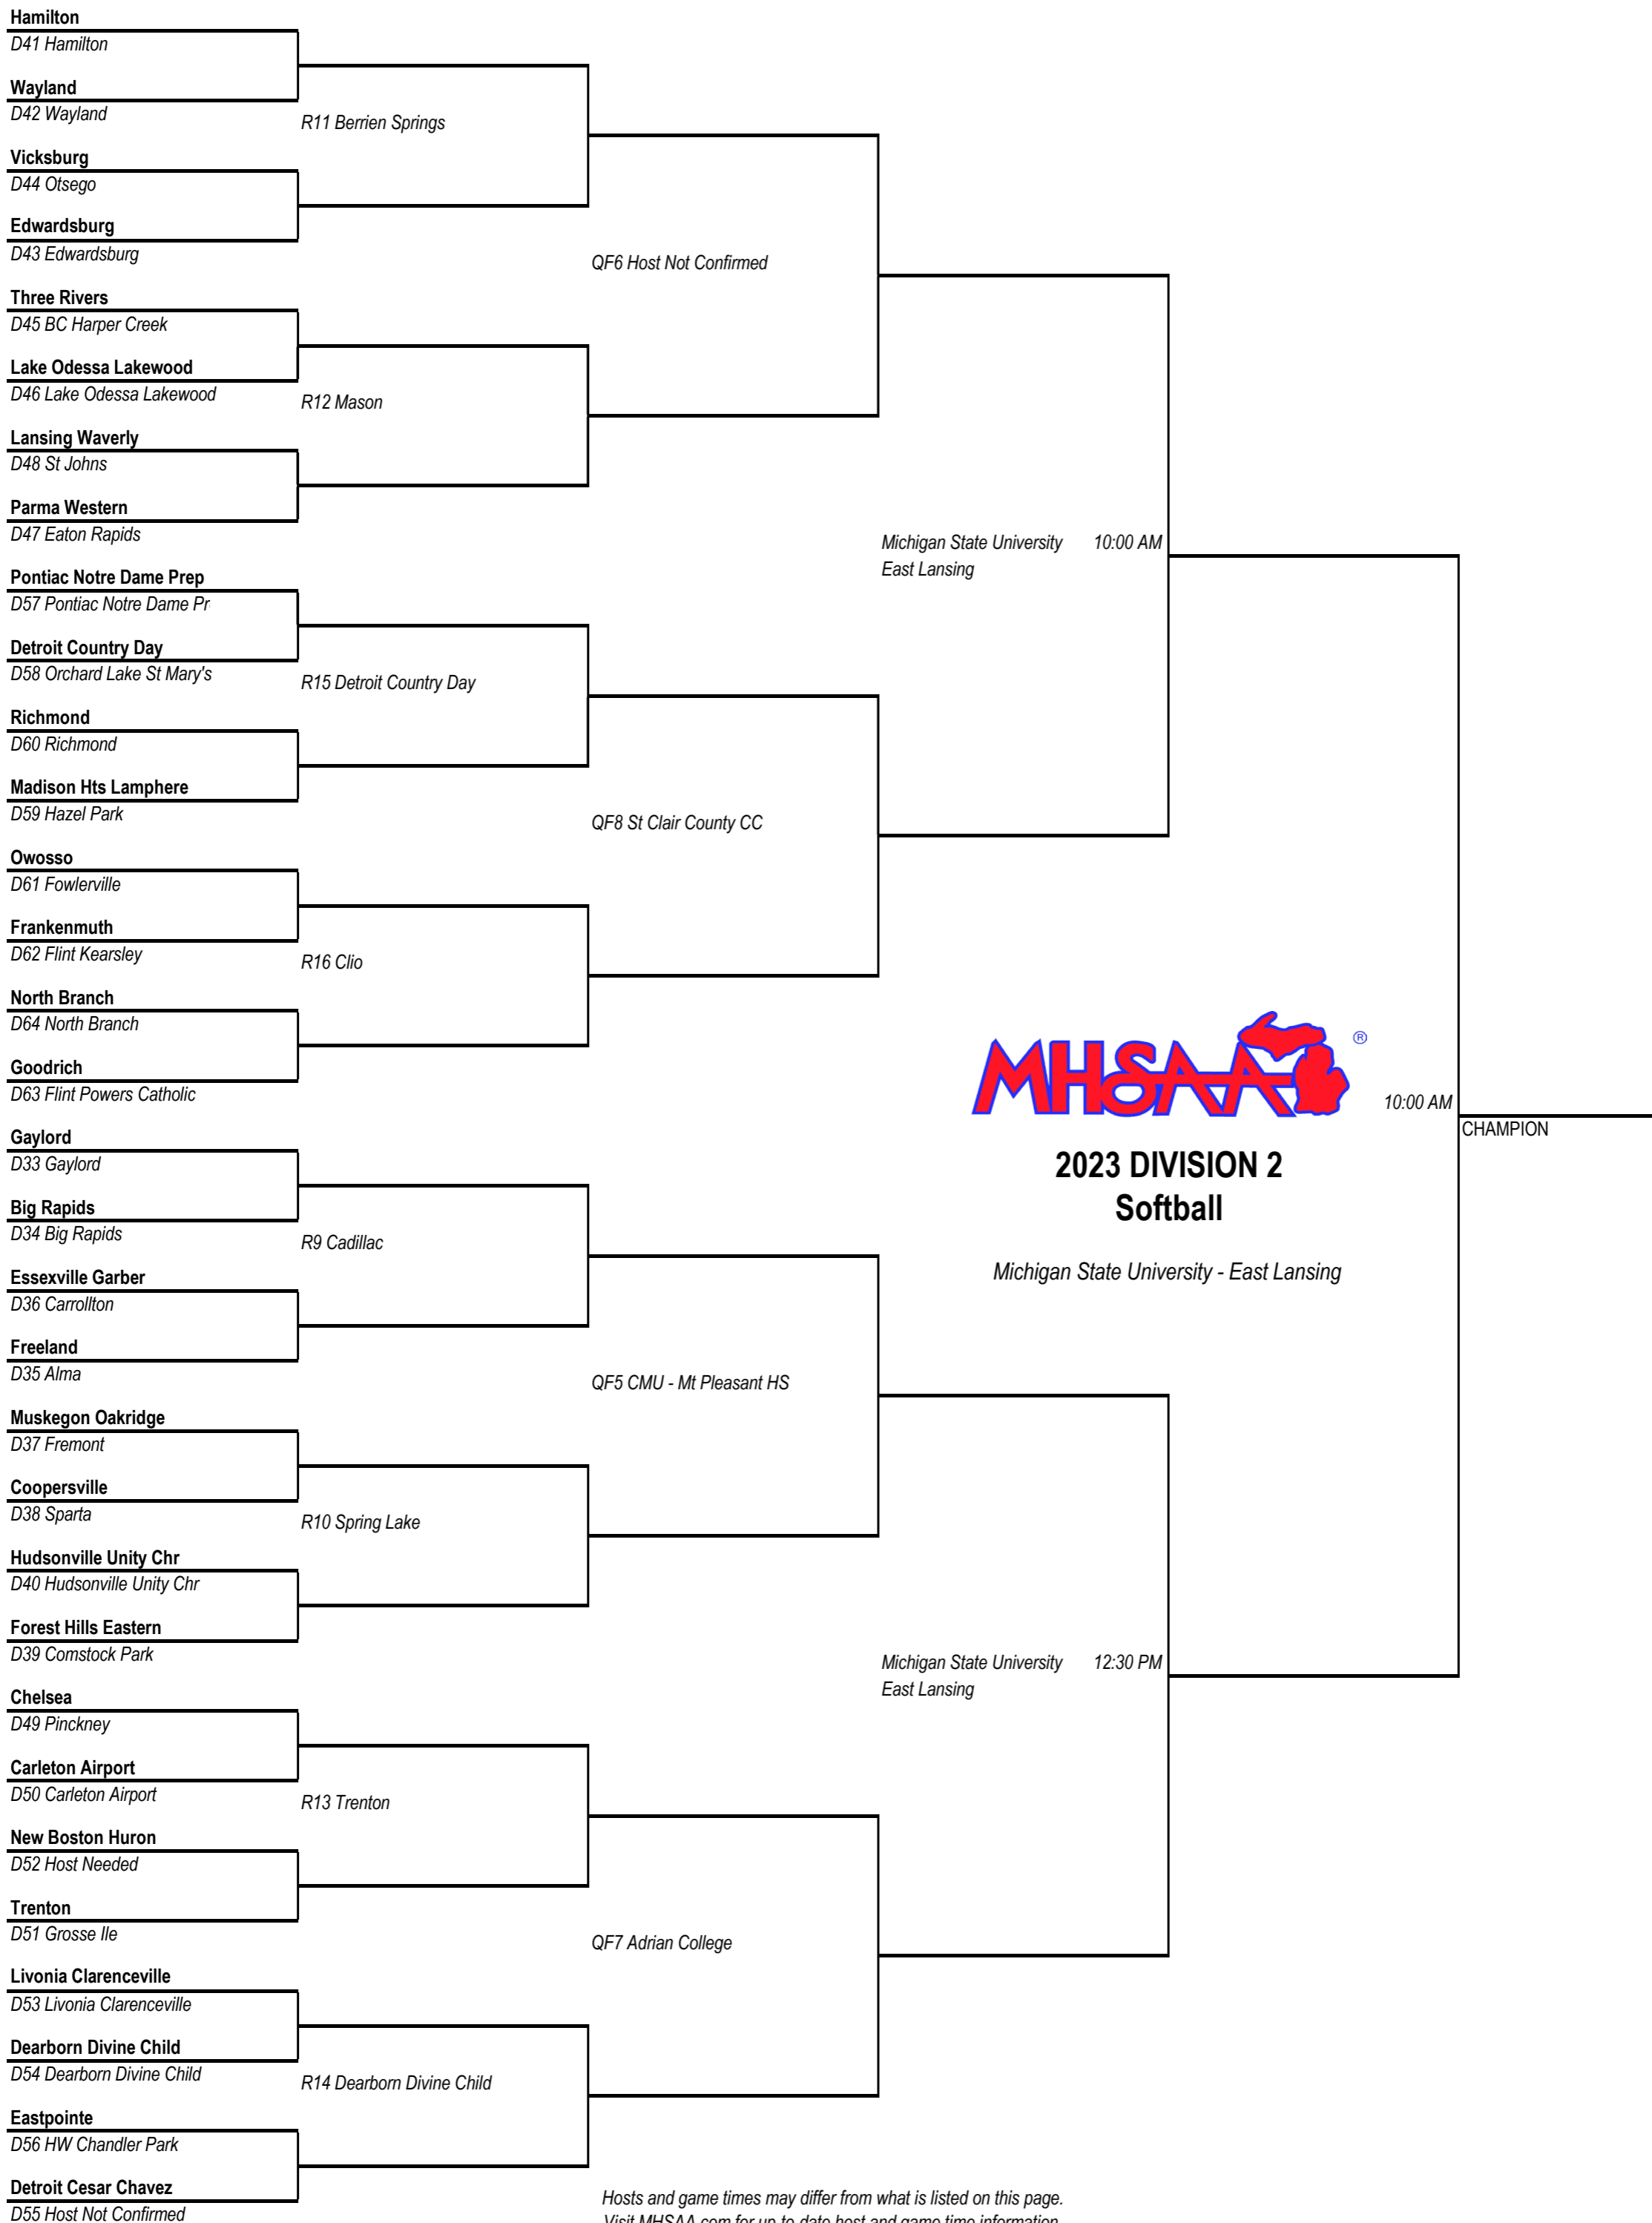 Hamilton
D41 Hamilton
Wayland
D42 Wayland
R11 Berrien Springs
Vicksburg
D44 Otsego
Edwardsburg
D43 Edwardsburg
QF6 Host Not Confirmed
Three Rivers
D45 BC Harper Creek
Lake Odessa Lakewood
D46 Lake Odessa Lakewood
R12 Mason
Lansing Waverly
D48 St Johns
Parma Western
D47 Eaton Rapids
Michigan State University 10:00 AM
East Lansing
Pontiac Notre Dame Prep
D57 Pontiac Notre Dame Pr
Detroit Country Day
D58 Orchard Lake St Mary's
R15 Detroit Country Day
Richmond
D60 Richmond
Madison Hts Lamphere
D59 Hazel Park
QF8 St Clair County CC
Owosso
D61 Fowlerville
Frankenmuth
D62 Flint Kearsley
R16 Clio
North Branch
D64 North Branch
Goodrich
D63 Flint Powers Catholic
MHSAA ®
10:00 AM
CHAMPION
2023 DIVISION 2
Softball
Michigan State University - East Lansing
Gaylord
D33 Gaylord
Big Rapids
D34 Big Rapids
R9 Cadillac
Essexville Garber
D36 Carrollton
Freeland
D35 Alma
QF5 CMU - Mt Pleasant HS
Muskegon Oakridge
D37 Fremont
Coopersville
D38 Sparta
R10 Spring Lake
Hudsonville Unity Chr
D40 Hudsonville Unity Chr
Forest Hills Eastern
D39 Comstock Park
Michigan State University 12:30 PM
East Lansing
Chelsea
D49 Pinckney
Carleton Airport
D50 Carleton Airport
R13 Trenton
New Boston Huron
D52 Host Needed
Trenton
D51 Grosse Ile
QF7 Adrian College
Livonia Clarenceville
D53 Livonia Clarenceville
Dearborn Divine Child
D54 Dearborn Divine Child
R14 Dearborn Divine Child
Eastpointe
D56 HW Chandler Park
Detroit Cesar Chavez
D55 Host Not Confirmed
Hosts and game times may differ from what is listed on this page.
Visit MHSAA.com for up to date host and game time information.